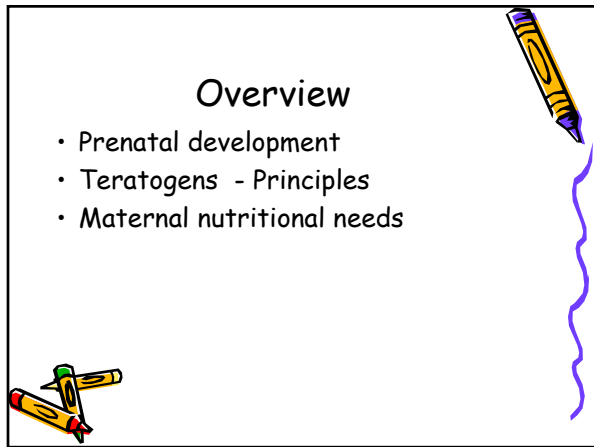 Overview
• Prenatal development
• Teratogens - Principles
• Maternal nutritional needs